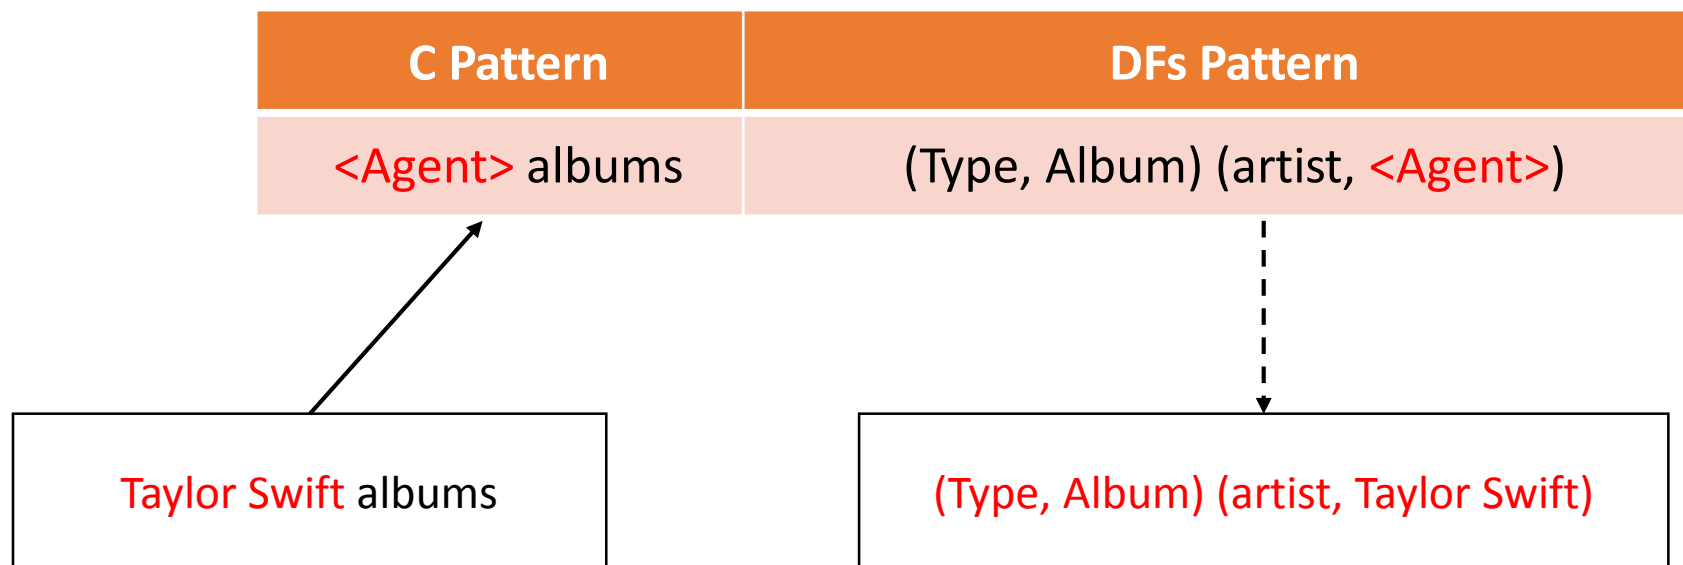 C Pattern
DFs Pattern
<Agent> albums
(Type, Album) (artist, <Agent>)
Taylor Swift albums
(Type, Album) (artist, Taylor Swift)